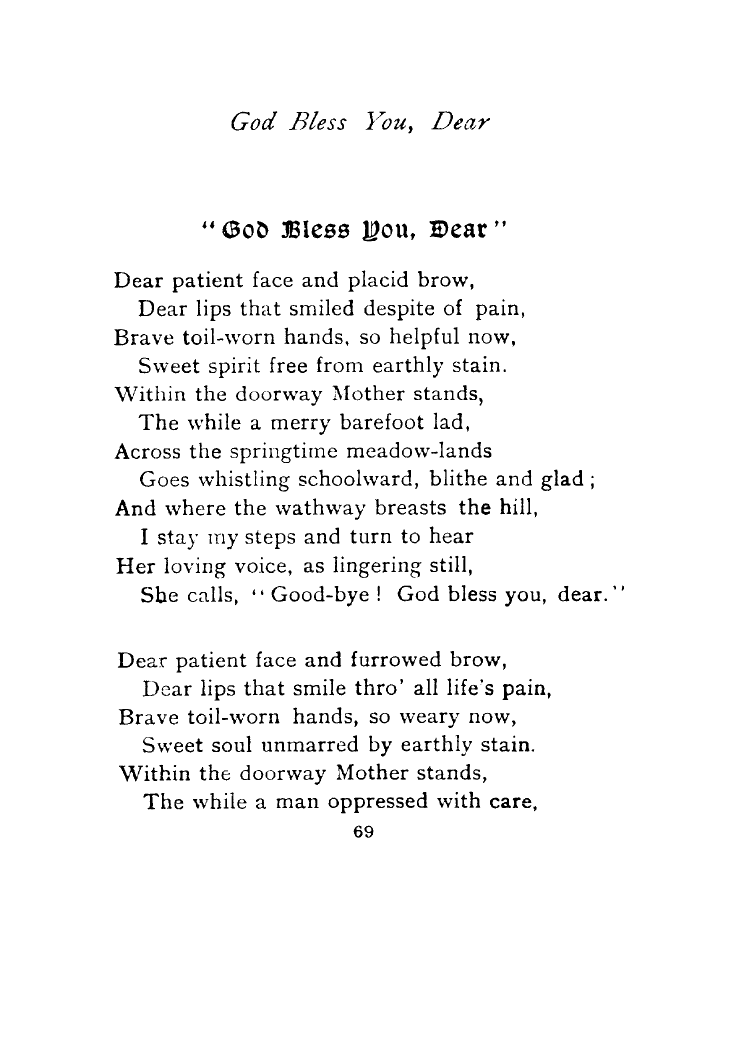 God Bless You, Dear
"God Bless You, Dear"
Dear patient face and placid brow,
Dear lips that smiled despite of pain,
Brave toil-worn hands, so helpful now,
Sweet spirit free from earthly stain.
Within the doorway Mother stands,
The while a merry barefoot lad,
Across the springtime meadow-lands
Goes whistling schoolward, blithe and glad ;
And where the wathway breasts the hill,
I stay my steps and turn to hear
Her loving voice, as lingering still,
She calls, "Good-bye ! God bless you, dear."
Dear patient face and furrowed brow,
Dear lips that smile thro' all life's pain,
Brave toil-worn hands, so weary now,
Sweet soul unmarred by earthly stain.
Within the doorway Mother stands,
The while a man oppressed with care,
69